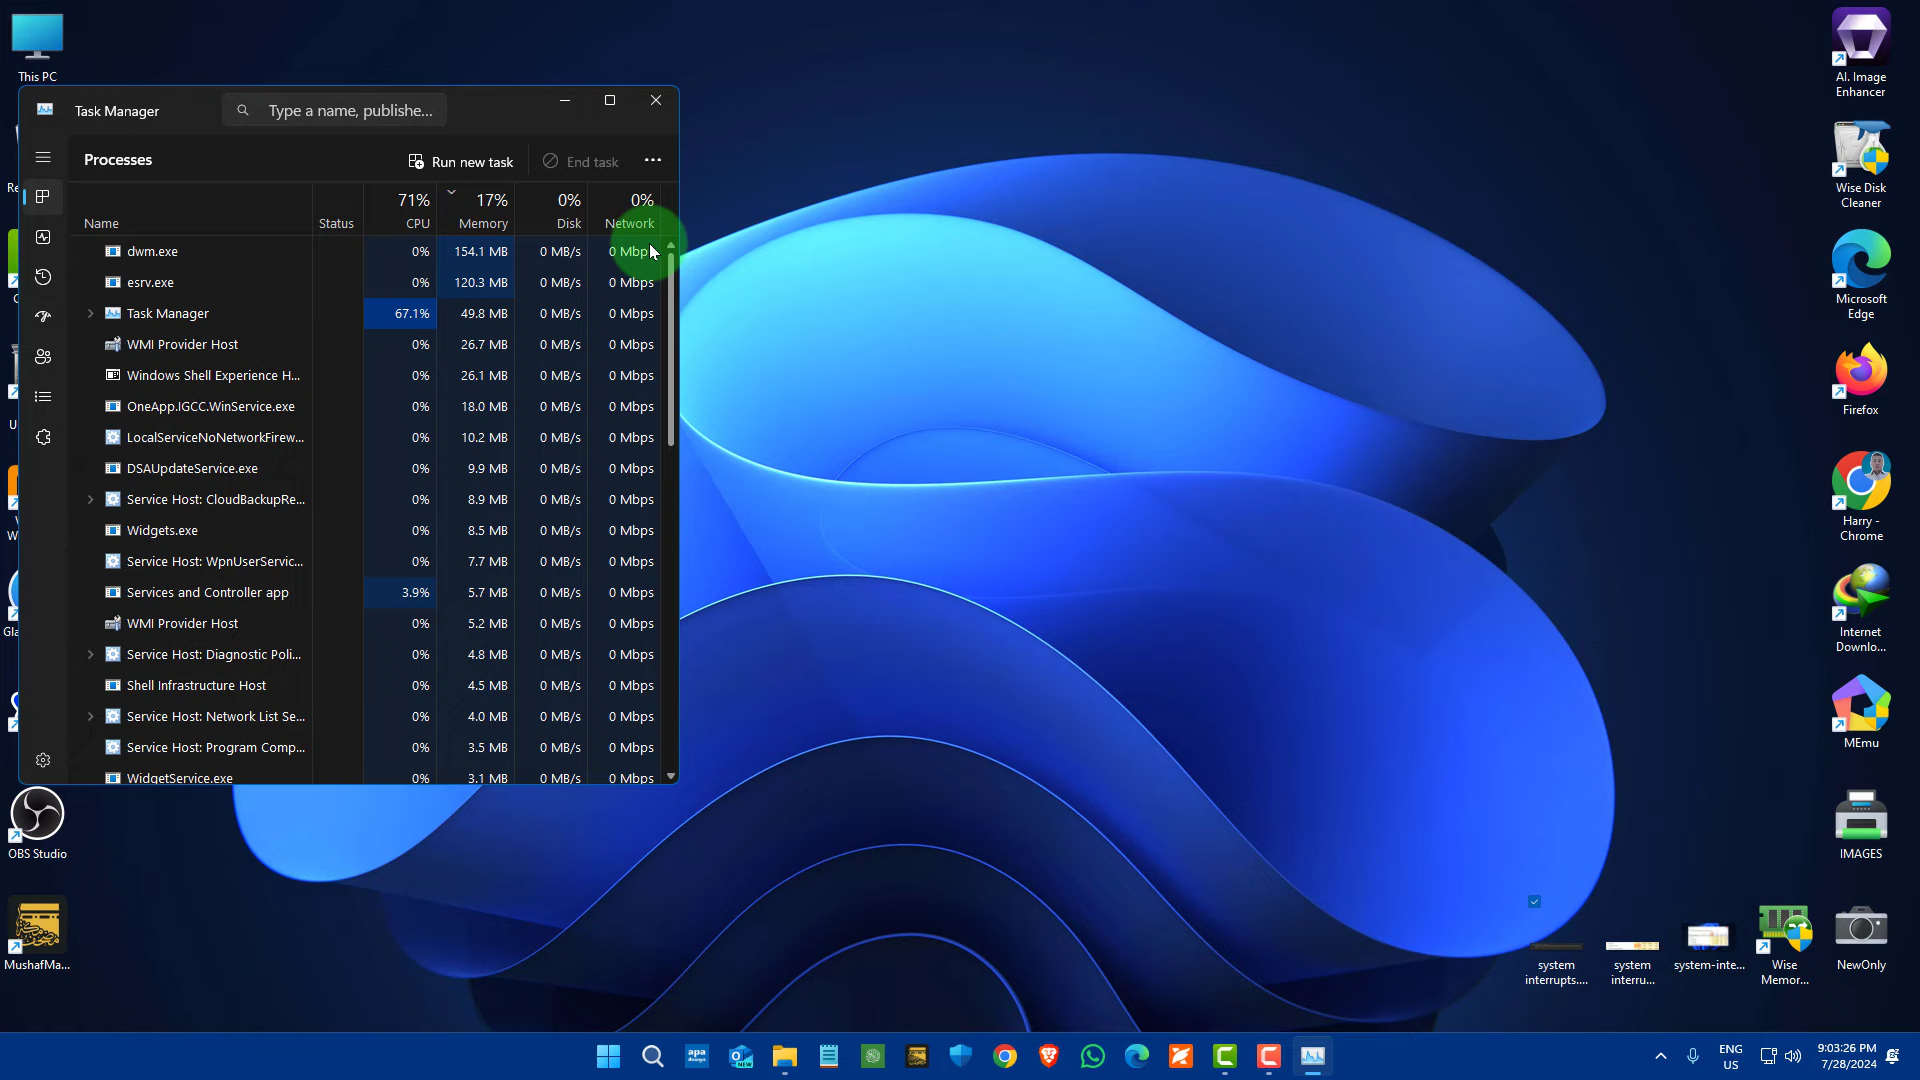 This PC
Task Manager
Type a name, publishe...
Processes
Run new task
End task
71% 17% 0% 0%
Name Status CPU Memory Disk Network
dwm.exe 0% 154.1 MB 0 MB/s 0 Mbps
esrv.exe 0% 120.3 MB 0 MB/s 0 Mbps
Task Manager 67.1% 49.8 MB 0 MB/s 0 Mbps
WMI Provider Host 0% 26.7 MB 0 MB/s 0 Mbps
Windows Shell Experience H... 0% 26.1 MB 0 MB/s 0 Mbps
OneApp.IGCC.WinService.exe 0% 18.0 MB 0 MB/s 0 Mbps
LocalServiceNoNetworkFirew... 0% 10.2 MB 0 MB/s 0 Mbps
DSAUpdateService.exe 0% 9.9 MB 0 MB/s 0 Mbps
Service Host: CloudBackupRe... 0% 8.9 MB 0 MB/s 0 Mbps
Widgets.exe 0% 8.5 MB 0 MB/s 0 Mbps
Service Host: WpnUserServic... 0% 7.7 MB 0 MB/s 0 Mbps
Services and Controller app 3.9% 5.7 MB 0 MB/s 0 Mbps
WMI Provider Host 0% 5.2 MB 0 MB/s 0 Mbps
Service Host: Diagnostic Poli... 0% 4.8 MB 0 MB/s 0 Mbps
Shell Infrastructure Host 0% 4.5 MB 0 MB/s 0 Mbps
Service Host: Network List Se... 0% 4.0 MB 0 MB/s 0 Mbps
Service Host: Program Comp... 0% 3.5 MB 0 MB/s 0 Mbps
WidgetService.exe 0% 3.1 MB 0 MB/s 0 Mbps
OBS Studio
MushafMa...
AI. Image
Enhancer
Wise Disk
Cleaner
Microsoft
Edge
Firefox
Harry -
Chrome
Internet
Downlo...
MEmu
IMAGES
system
interrupts....
system
interru...
system-inte...
Wise
Memor...
NewOnly
apa
NEW
ENG
US
9:03:26 PM
7/28/2024